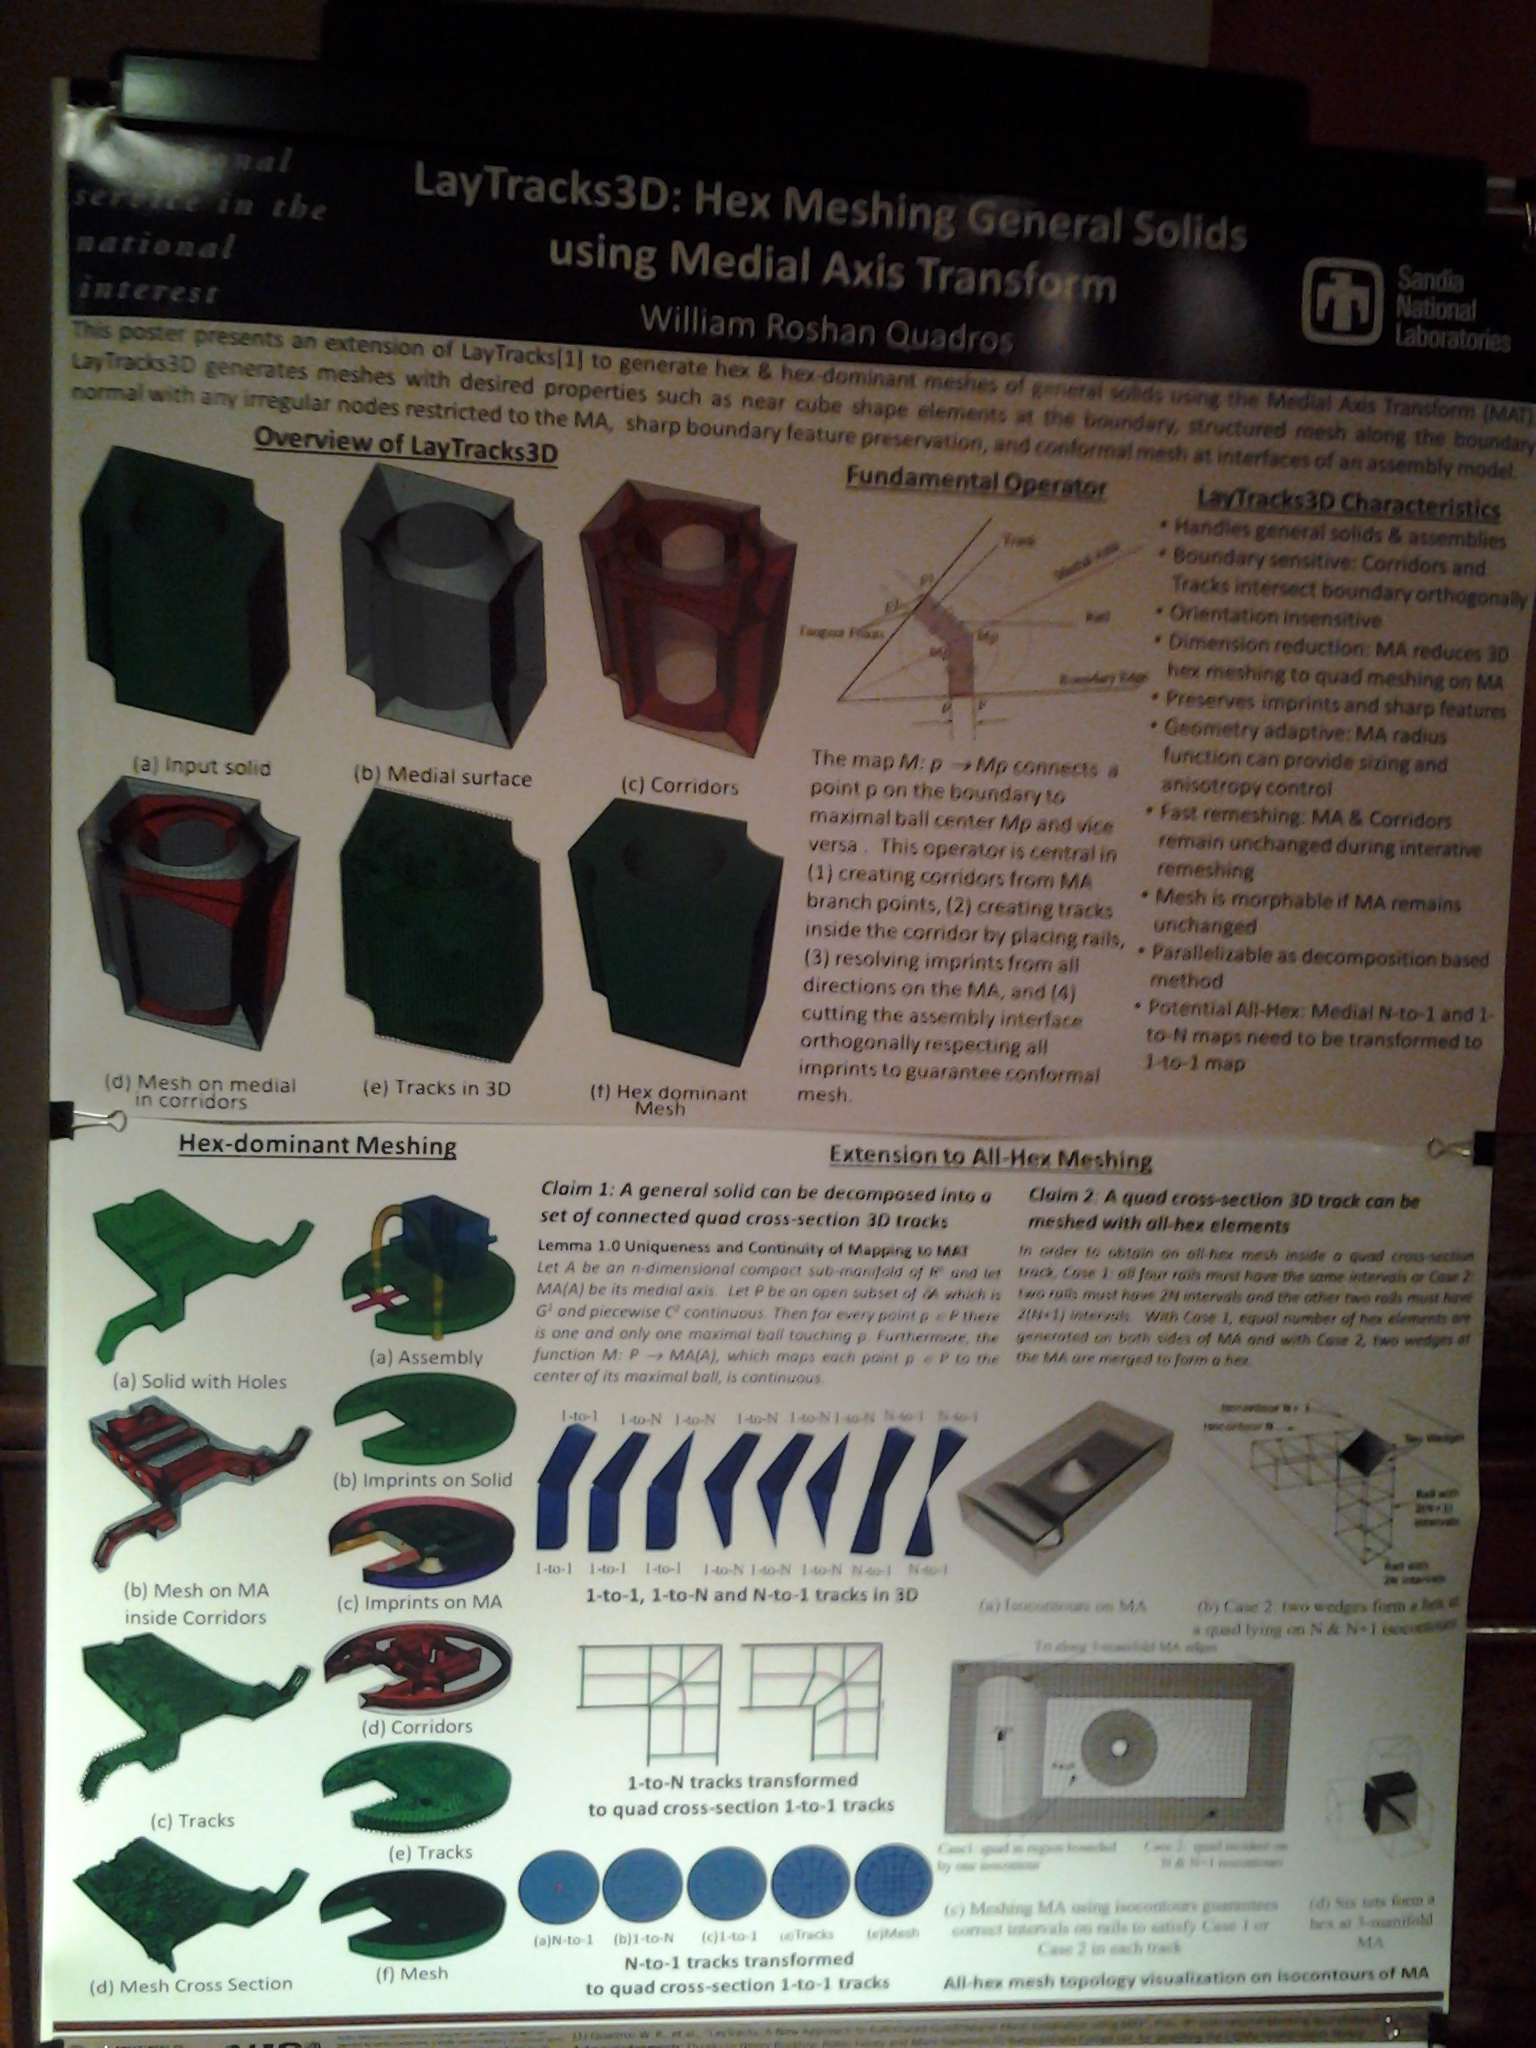 service in the
national
interest
LayTracks3D: Hex Meshing General Solids
using Medial Axis Transform
William Roshan Quadros
Sandia
National
Laboratories
This poster presents an extension of LayTracks[1] to generate hex & hex-dominant meshes of general solids using the Medial Axis Transform (MAT).
LayTracks3D generates meshes with desired properties such as near cube shape elements at the boundary, structured mesh along the boundary
normal with any irregular nodes restricted to the MA, sharp boundary feature preservation, and conformal mesh at interfaces of an assembly model.
Overview of LayTracks3D
(a) Input solid
(b) Medial surface
(c) Corridors
(d) Mesh on medial
in corridors
(e) Tracks in 3D
(f) Hex dominant
Mesh
Fundamental Operator
Track
Medial Axis
Rail
Mp
Boundary Edge
The map M: p → Mp connects a
point p on the boundary to
maximal ball center Mp and vice
versa . This operator is central in
(1) creating corridors from MA
branch points, (2) creating tracks
inside the corridor by placing rails,
(3) resolving imprints from all
directions on the MA, and (4)
cutting the assembly interface
orthogonally respecting all
imprints to guarantee conformal
mesh.
LayTracks3D Characteristics
• Handles general solids & assemblies
• Boundary sensitive: Corridors and
Tracks intersect boundary orthogonally
• Orientation insensitive
• Dimension reduction: MA reduces 3D
hex meshing to quad meshing on MA
• Preserves imprints and sharp features
• Geometry adaptive: MA radius
function can provide sizing and
anisotropy control
• Fast remeshing: MA & Corridors
remain unchanged during interative
remeshing
• Mesh is morphable if MA remains
unchanged
• Parallelizable as decomposition based
method
• Potential All-Hex: Medial N-to-1 and 1-
to-N maps need to be transformed to
1-to-1 map
Hex-dominant Meshing
(a) Solid with Holes
(b) Mesh on MA
inside Corridors
(c) Tracks
(d) Mesh Cross Section
(a) Assembly
(b) Imprints on Solid
(c) Imprints on MA
(d) Corridors
(e) Tracks
(f) Mesh
Extension to All-Hex Meshing
Claim 1: A general solid can be decomposed into a
set of connected quad cross-section 3D tracks
Lemma 1.0 Uniqueness and Continuity of Mapping to MAT
Let A be an n-dimensional compact sub-manifold of Rⁿ and let
MA(A) be its medial axis. Let P be an open subset of ∂A which is
G¹ and piecewise C² continuous. Then for every point p ∈ P there
is one and only one maximal ball touching p. Furthermore, the
function M: P → MA(A), which maps each point p ∈ P to the
center of its maximal ball, is continuous.
1-to-1 1-to-N 1-to-N 1-to-N 1-to-N 1-to-N N-to-1 N-to-1
1-to-1 1-to-1 1-to-1 1-to-N 1-to-N 1-to-N N-to-1 N-to-1
1-to-1, 1-to-N and N-to-1 tracks in 3D
1-to-N tracks transformed
to quad cross-section 1-to-1 tracks
(a)N-to-1 (b)1-to-N (c)1-to-1 (d)Tracks (e)Mesh
N-to-1 tracks transformed
to quad cross-section 1-to-1 tracks
Claim 2: A quad cross-section 3D track can be
meshed with all-hex elements
In order to obtain an all-hex mesh inside a quad cross-section
track, Case 1: all four rails must have the same intervals or Case 2:
two rails must have 2N intervals and the other two rails must have
2(N+1) intervals. With Case 1, equal number of hex elements are
generated on both sides of MA and with Case 2, two wedges at
the MA are merged to form a hex.
Isocontour N + 1
Isocontour N
Two Wedges
Rail with
2(N+1)
intervals
Rail with
2N intervals
(a) Isocontours on MA
(b) Case 2: two wedges form a hex at
a quad lying on N & N+1 isocontours
Tri along 3-manifold MA edges
Case1: quad in region bounded
by one isocontour
Case 2: quad incident on
N & N+1 isocontours
(c) Meshing MA using isocontours guarantees
correct intervals on rails to satisfy Case 1 or
Case 2 in each track
(d) Six tets form a
hex at 3-manifold
MA
All-hex mesh topology visualization on isocontours of MA